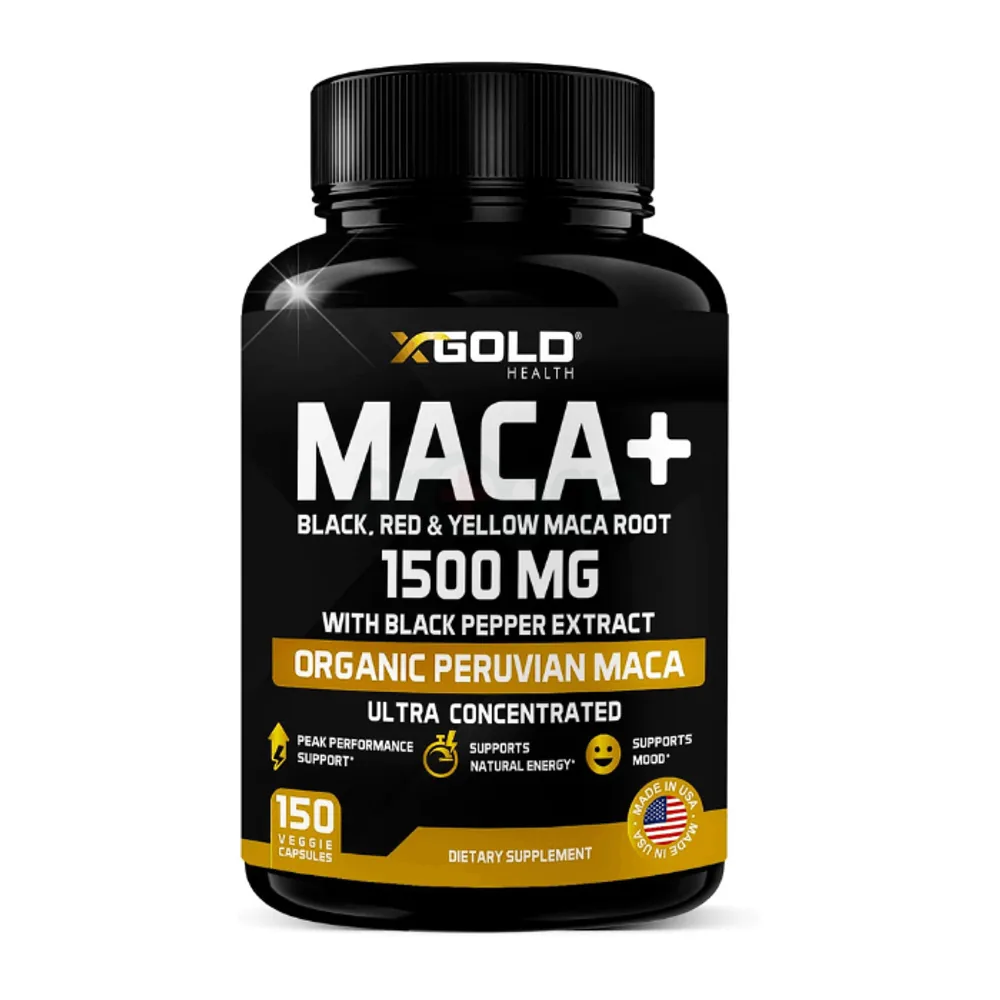 XGOLD®
HEALTH
MACA+
BLACK, RED & YELLOW MACA ROOT
1500 MG
WITH BLACK PEPPER EXTRACT
ORGANIC PERUVIAN MACA
ULTRA CONCENTRATED
PEAK PERFORMANCE
SUPPORT*
SUPPORTS
NATURAL ENERGY*
SUPPORTS
MOOD*
150
VEGGIE
CAPSULES
DIETARY SUPPLEMENT
MADE IN USA
MADE IN USA